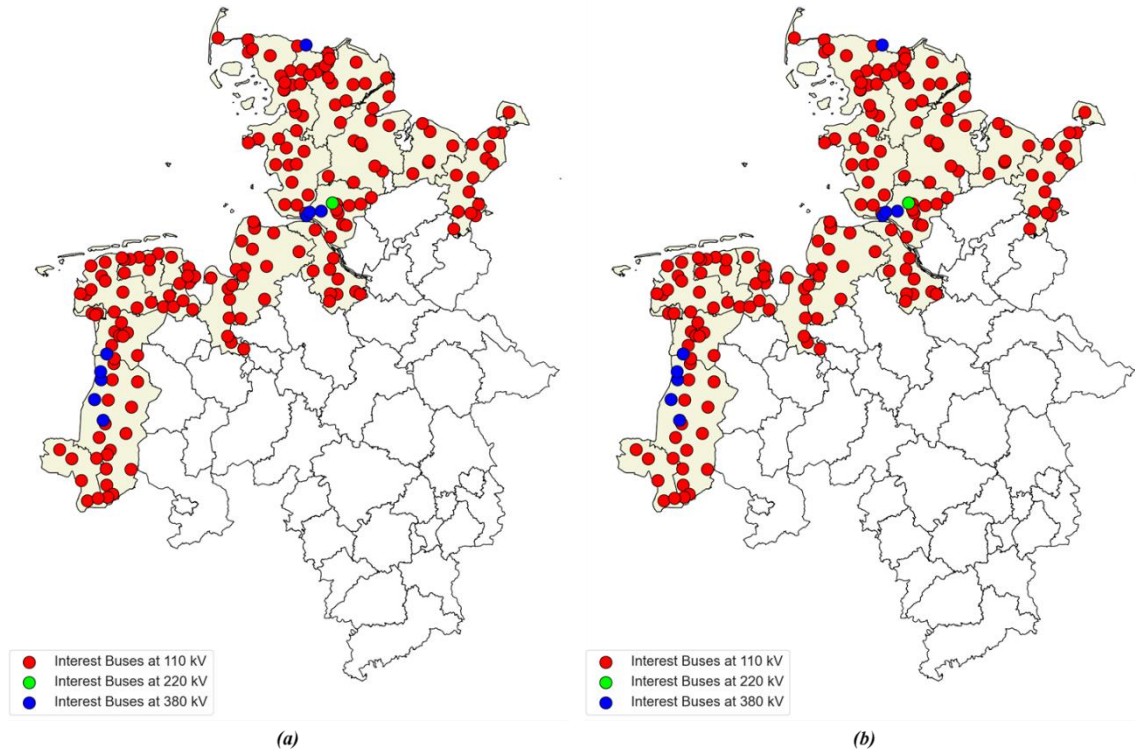 Interest Buses at 110 kV
Interest Buses at 220 kV
Interest Buses at 380 kV
(a)
Interest Buses at 110 kV
Interest Buses at 220 kV
Interest Buses at 380 kV
(b)